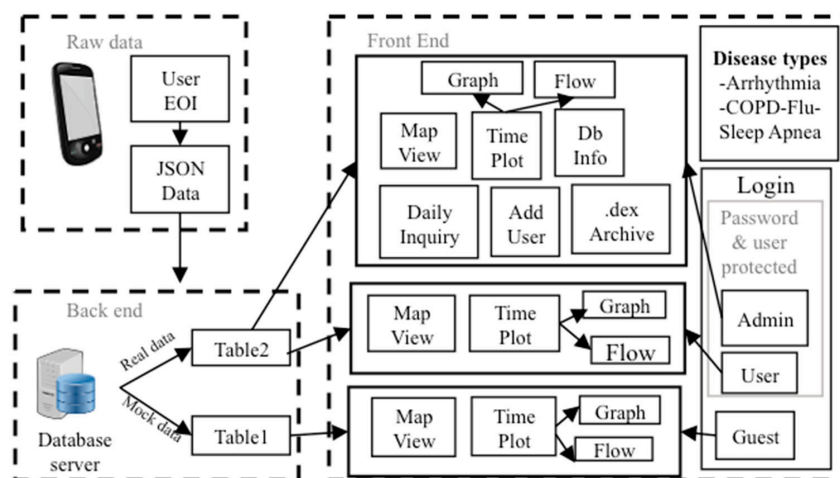 Raw data
User
EOI
JSON
Data
Back end
Real data
Mock data
Table2
Table1
Database
server
Front End
Graph
Flow
Map
View
Time
Plot
Db
Info
Daily
Inquiry
Add
User
.dex
Archive
Map
View
Time
Plot
Graph
Flow
Map
View
Time
Plot
Graph
Flow
Disease types
-Arrhythmia
-COPD-Flu-
Sleep Apnea
Login
Password
& user
protected
Admin
User
Guest